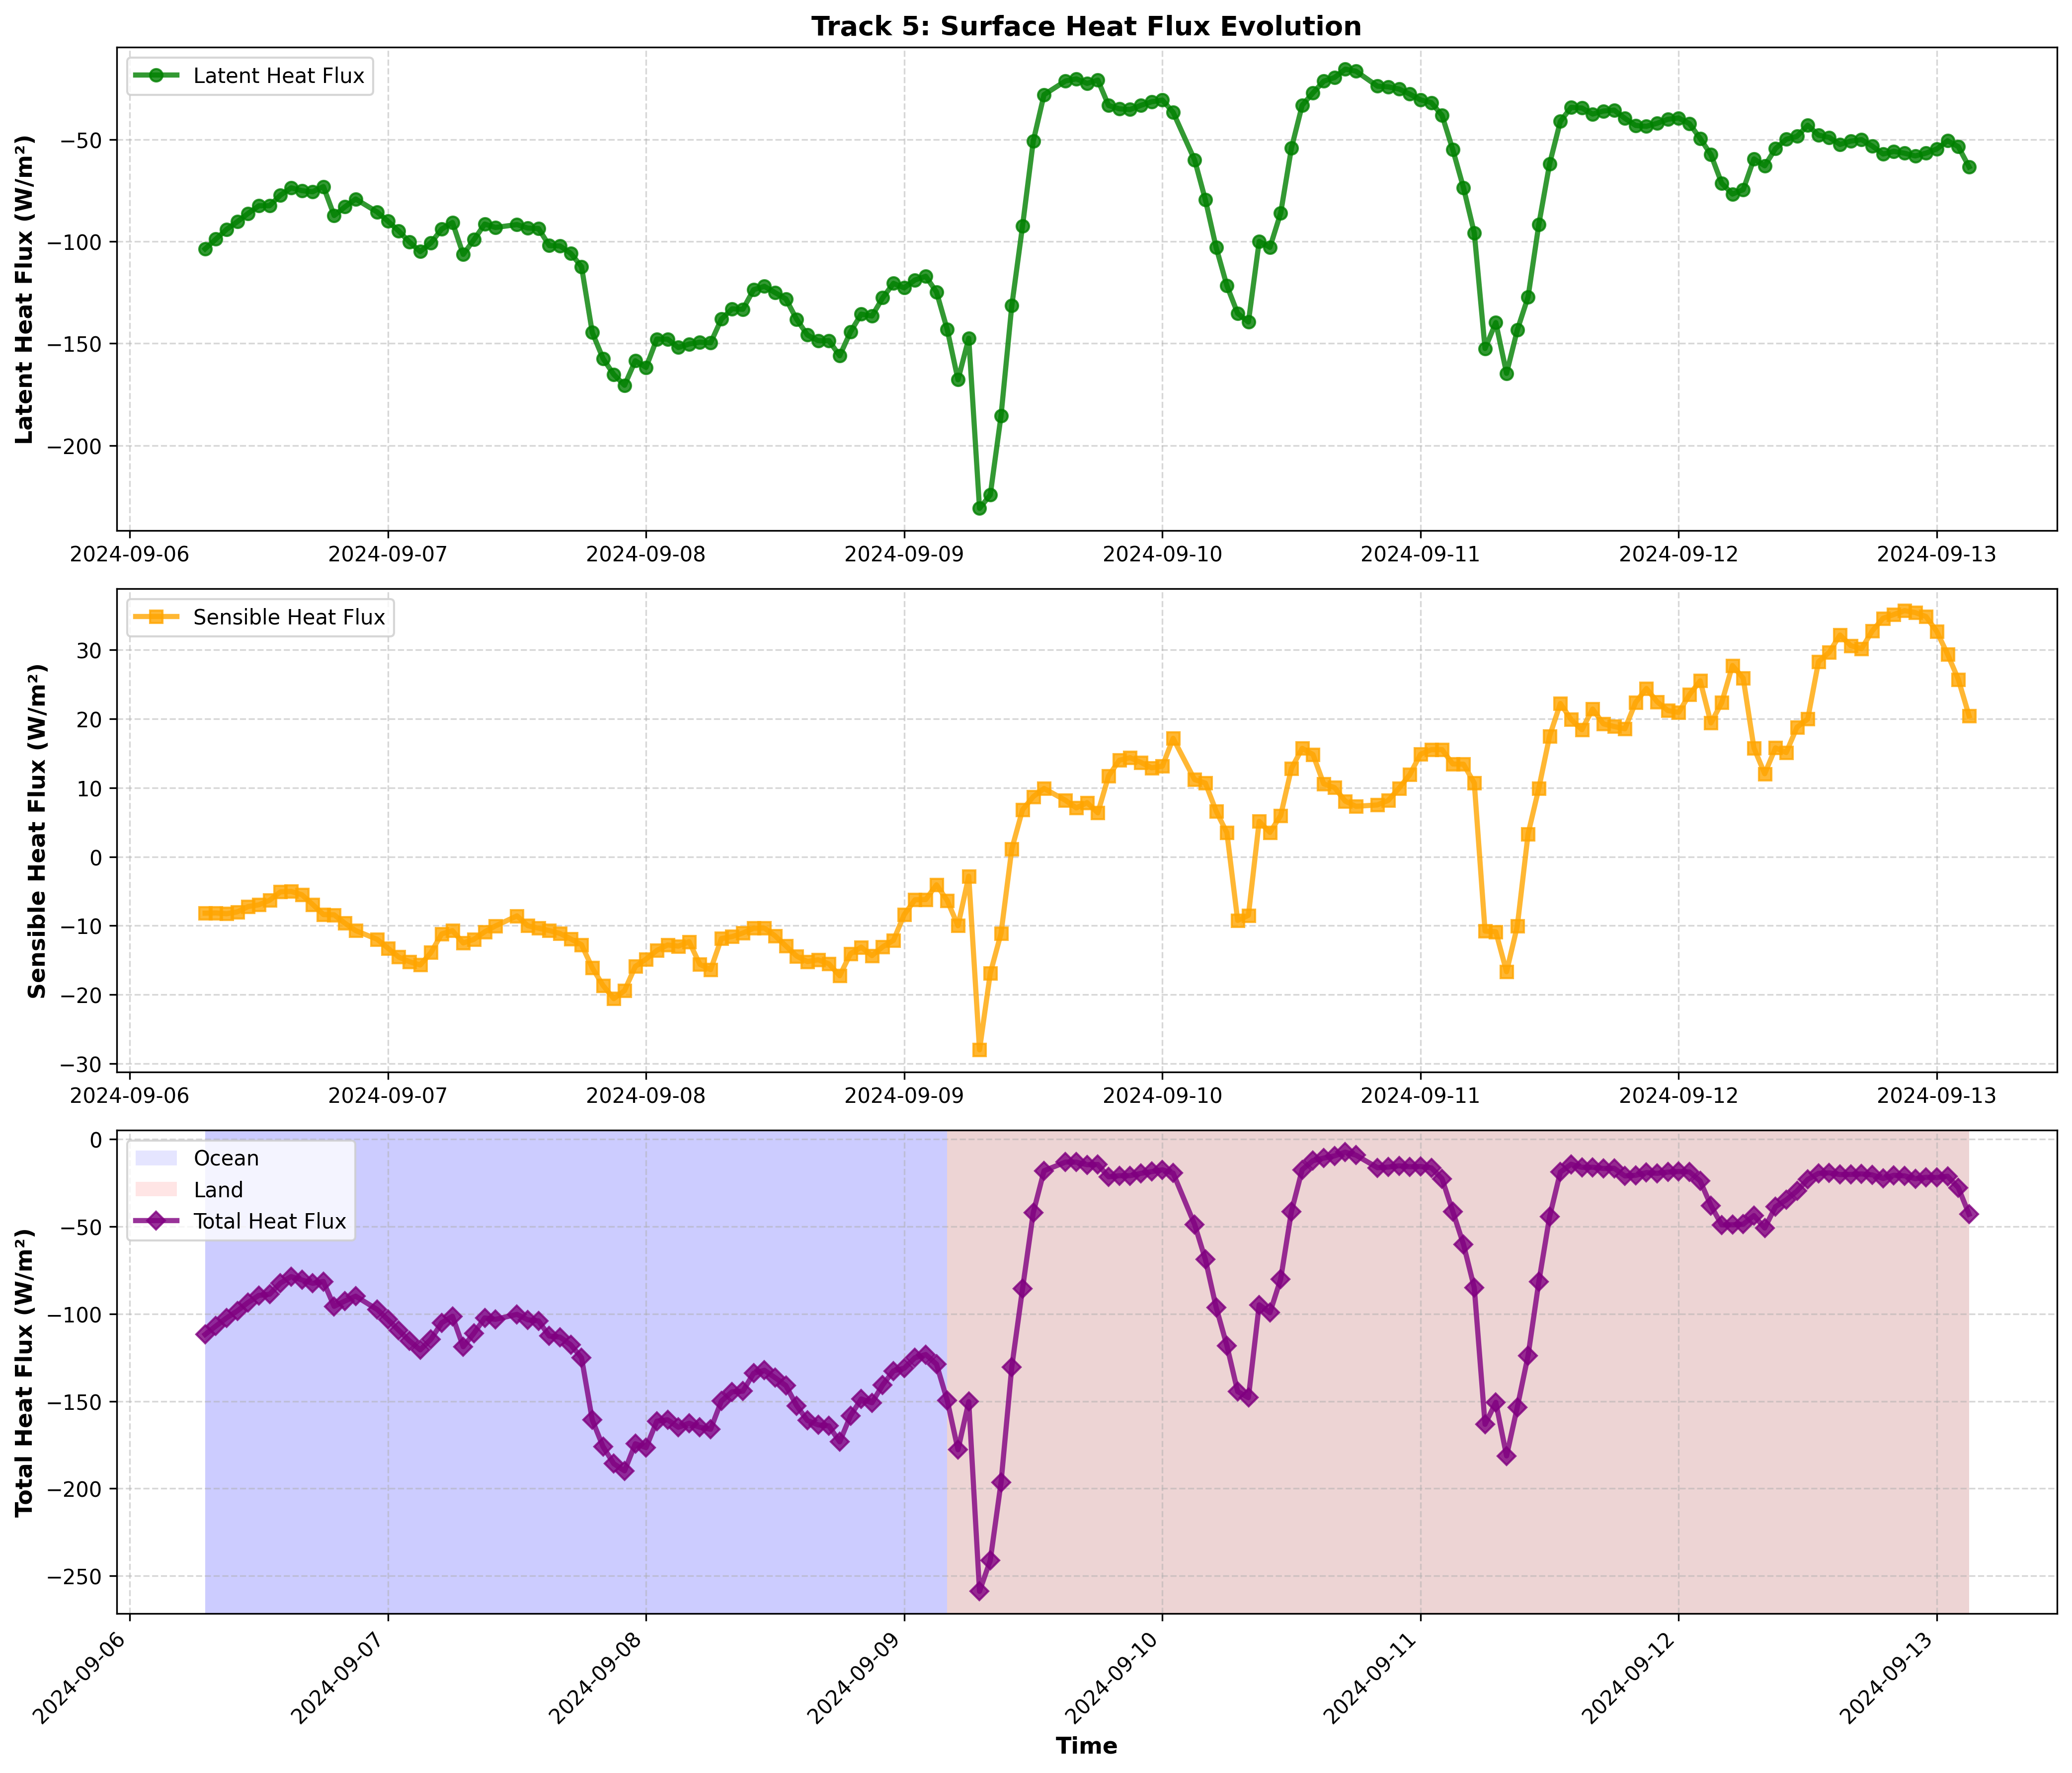 Track 5: Surface Heat Flux Evolution
Latent Heat Flux (W/m²)
Latent Heat Flux
−50
−100
−150
−200
2024-09-06 2024-09-07 2024-09-08 2024-09-09 2024-09-10 2024-09-11 2024-09-12 2024-09-13
Sensible Heat Flux (W/m²)
Sensible Heat Flux
30
20
10
0
−10
−20
−30
2024-09-06 2024-09-07 2024-09-08 2024-09-09 2024-09-10 2024-09-11 2024-09-12 2024-09-13
Total Heat Flux (W/m²)
Ocean
Land
Total Heat Flux
0
−50
−100
−150
−200
−250
2024-09-06 2024-09-07 2024-09-08 2024-09-09 2024-09-10 2024-09-11 2024-09-12 2024-09-13
Time